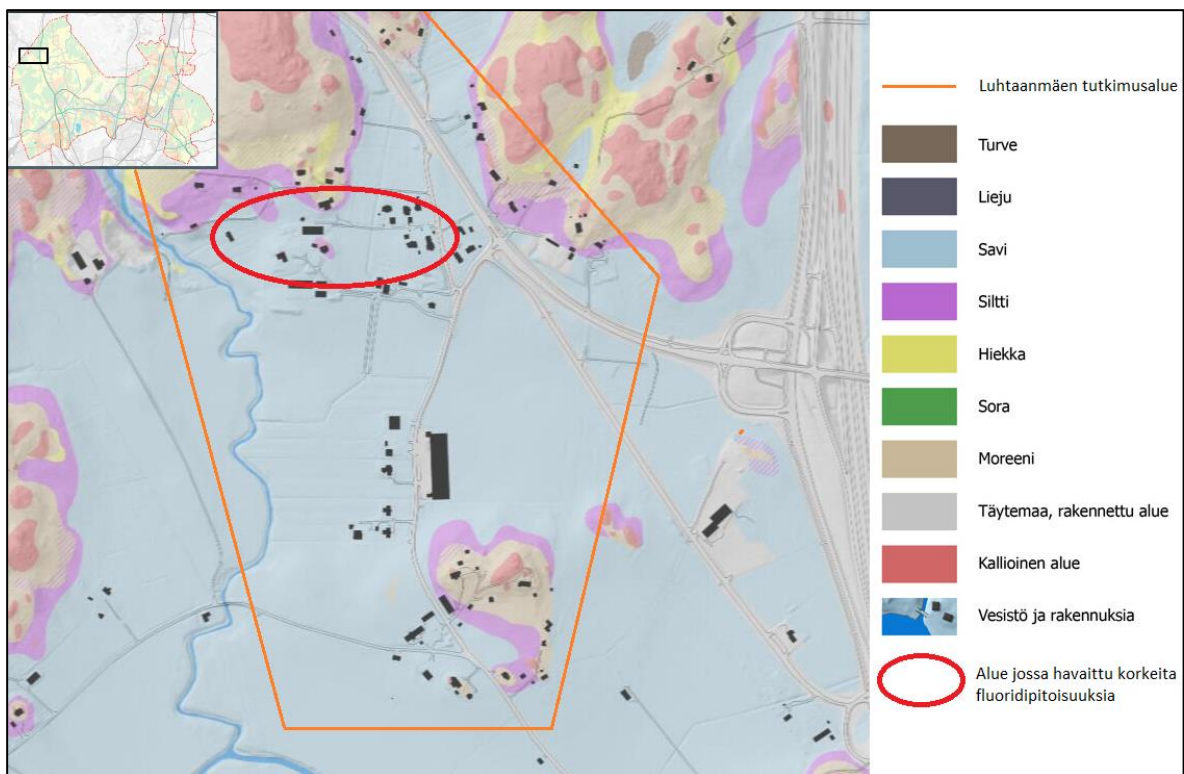 Luhtaanmäen tutkimusalue
Turve
Lieju
Savi
Siltti
Hiekka
Sora
Moreeni
Täytemaa, rakennettu alue
Kallioinen alue
Vesistö ja rakennuksia
Alue jossa havaittu korkeita
fluoridipitoisuuksia